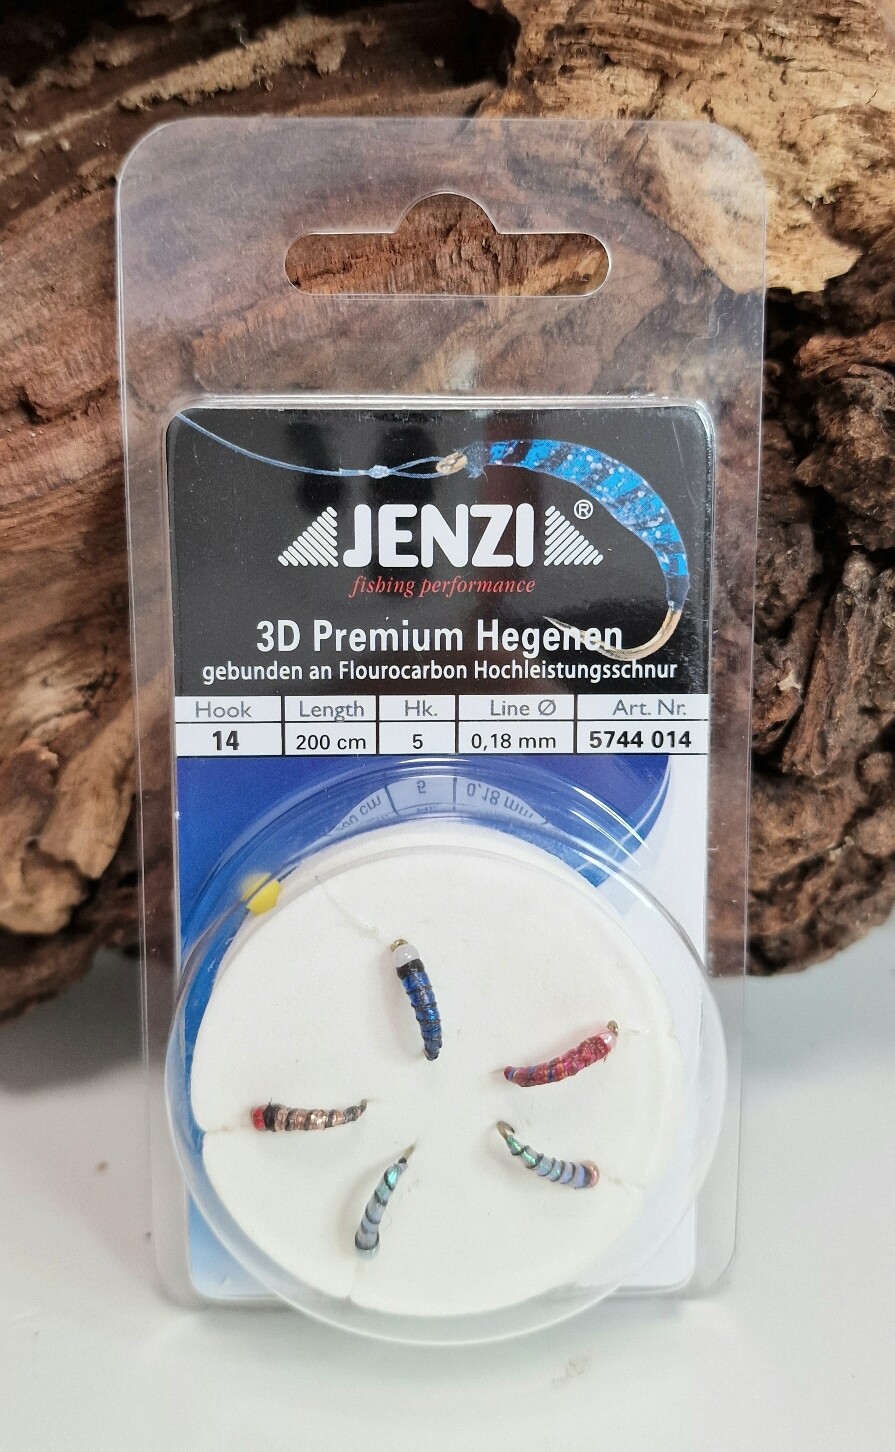 JENZI®
fishing performance
3D Premium Hegenen
gebunden an Flourocarbon Hochleistungsschnur
Hook Length Hk. Line Ø Art. Nr.
14 200 cm 5 0,18 mm 5744 014